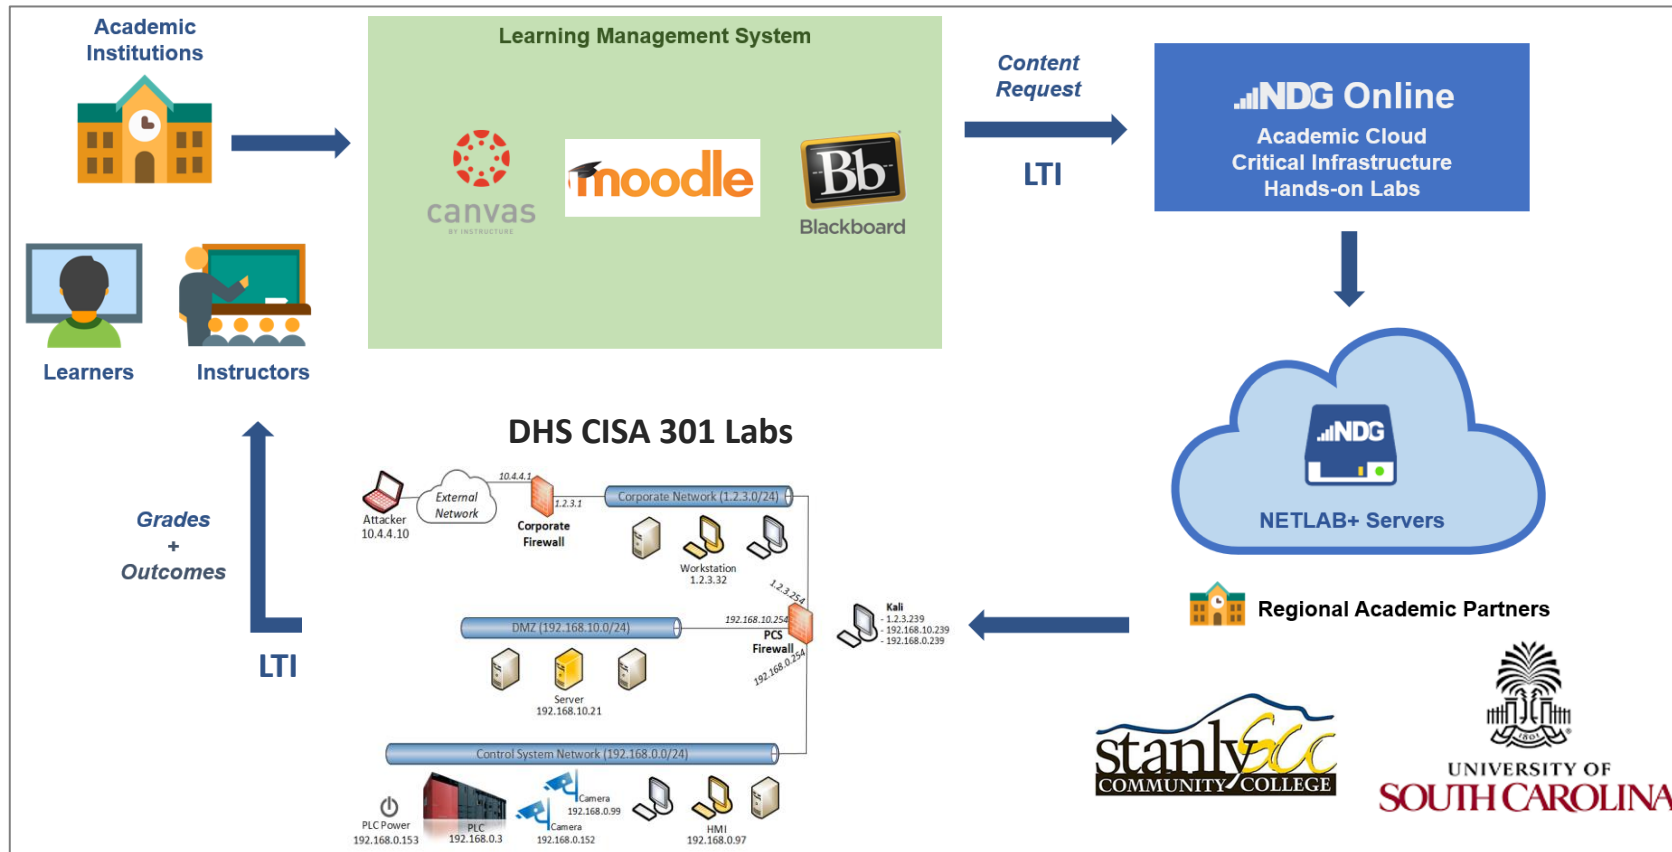 Academic
Institutions
Learners
Instructors
Learning Management System
canvas
BY INSTRUCTURE
moodle
Bb
Blackboard
Content
Request
LTI
NDG Online
Academic Cloud
Critical Infrastructure
Hands-on Labs
NDG
NETLAB+ Servers
Regional Academic Partners
stanly SCC
COMMUNITY COLLEGE
1801
UNIVERSITY OF
SOUTH CAROLINA
DHS CISA 301 Labs
Attacker
10.4.4.10
External
Network
10.4.4.1
1.2.3.1
Corporate
Firewall
Corporate Network (1.2.3.0/24)
Workstation
1.2.3.32
1.2.3.254
192.168.10.254
PCS
Firewall
192.168.0.254
Kali
- 1.2.3.239
- 192.168.10.239
- 192.168.0.239
DMZ (192.168.10.0/24)
Server
192.168.10.21
Control System Network (192.168.0.0/24)
PLC Power
192.168.0.153
PLC
192.168.0.3
Camera
192.168.0.99
Camera
192.168.0.152
HMI
192.168.0.97
Grades
+
Outcomes
LTI